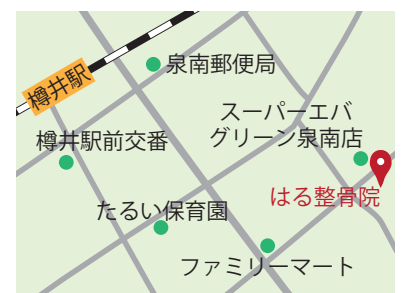 樽井駅
泉南郵便局
スーパーエバ
グリーン泉南店
樽井駅前交番
はる整骨院
たるい保育園
ファミリーマート